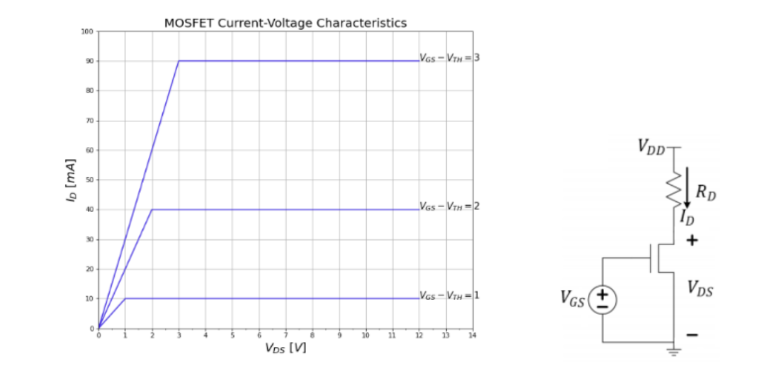 MOSFET Current-Voltage Characteristics
100
90
80
70
60
50
40
30
20
10
0
I_D [mA]
V_GS − V_TH = 3
V_GS − V_TH = 2
V_GS − V_TH = 1
0 1 2 3 4 5 6 7 8 9 10 11 12 13 14
V_DS [V]
V_DD
R_D
I_D
+
V_GS
+
−
V_DS
−